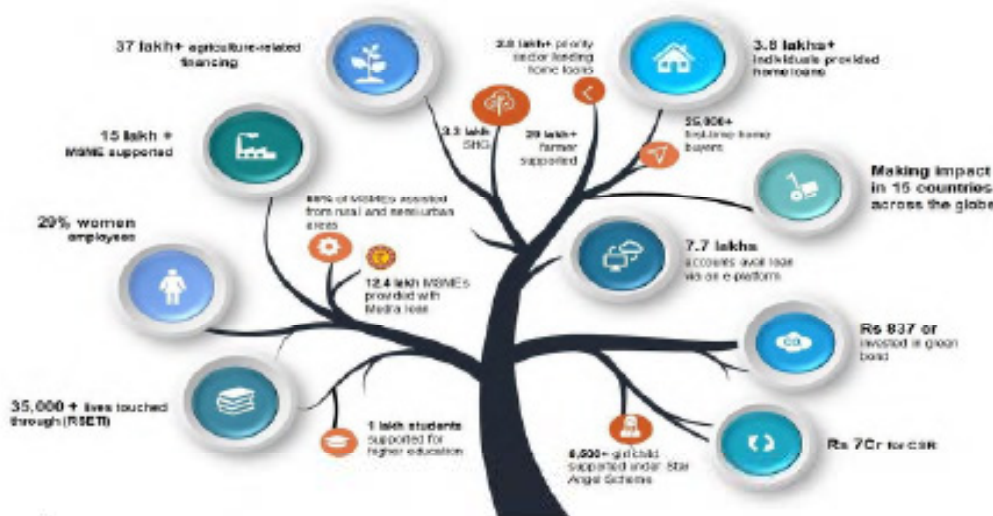 37 lakh+ agriculture-related
financing
15 lakh +
MSME supported
29% women
employees
35,000 + lives touched
through (RSETI)
of MSMEs assisted
from rural and semi-urban
areas
12.4 lakh MSMEs
provided with
Mudra loan
1 lakh students
supported for
higher education
3.3 lakh
SHG
lakh+ priority
sector lending
home loans
29 lakh+
farmer
supported
3.8 lakhs+
individuals provided
home loans
25,000+
first-time home
buyers
Making impact
in 15 countries
across the globe
7.7 lakhs
accounts avail loan
via an e-platform
Rs 837 cr
invested in green
bond
girl child
supported under Star
Angel Scheme
Rs 7Cr for CSR